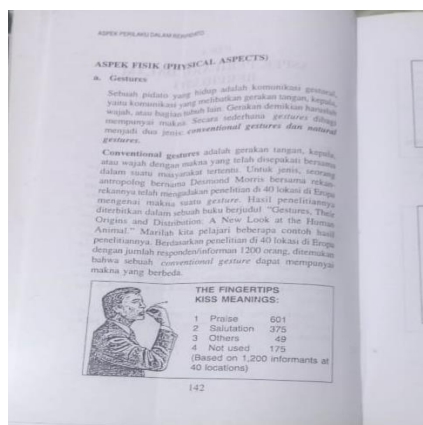 ASPEK PERILAKU DALAM
ASPEK FISIK (PHYSICAL ASPECTS)
a. Gestures
Sebuah pidato yang hidup adalah komunikasi gestural,
yaitu komunikasi yang melibatkan gerakan tangan, kepala,
wajah, atau bagian tubuh lain. Gerakan demikian haruslah
mempunyai makna. Secara sederhana gestures dibagi
menjadi dua jenis: conventional gestures dan natural
gestures.
Conventional gestures adalah gerakan tangan, kepala,
atau wajah dengan makna yang telah disepakati bersama
dalam suatu masyarakat tertentu. Untuk jenis, seorang
antropolog bernama Desmond Morris bersama rekan-
rekannya telah mengadakan penelitian di 40 lokasi di Eropa
mengenai makna suatu gesture. Hasil penelitiannya
diterbitkan dalam sebuah buku berjudul "Gestures, Their
Origins and Distribution: A New Look at the Human
Animal." Marilah kita pelajari beberapa contoh hasil
penelitiannya. Berdasarkan penelitian di 40 lokasi di Eropa
dengan jumlah responden/informan 1200 orang, ditemukan
bahwa sebuah conventional gesture dapat mempunyai
makna yang berbeda.
THE FINGERTIPS
KISS MEANINGS:
1 Praise 601
2 Salutation 375
3 Others 49
4 Not used 175
(Based on 1,200 informants at
40 locations)
142